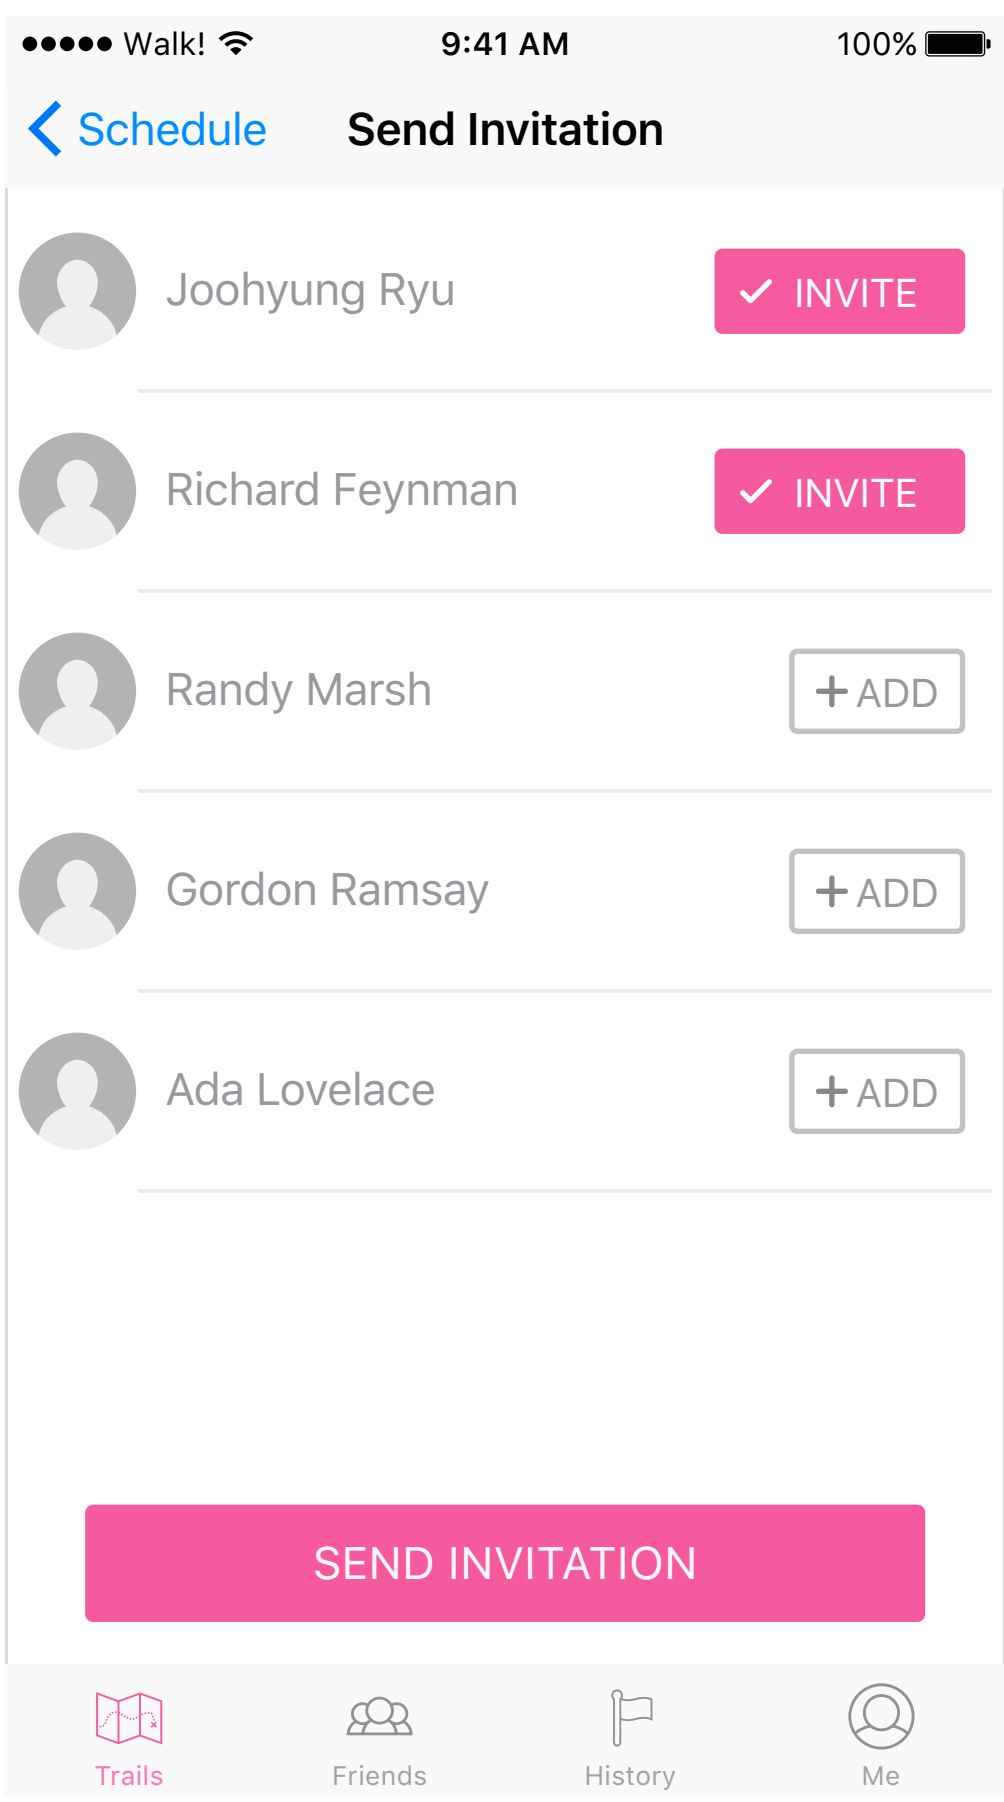 Walk! 9:41 AM 100%
Schedule Send Invitation
Joohyung Ryu INVITE
Richard Feynman INVITE
Randy Marsh + ADD
Gordon Ramsay + ADD
Ada Lovelace + ADD
SEND INVITATION
Trails Friends History Me